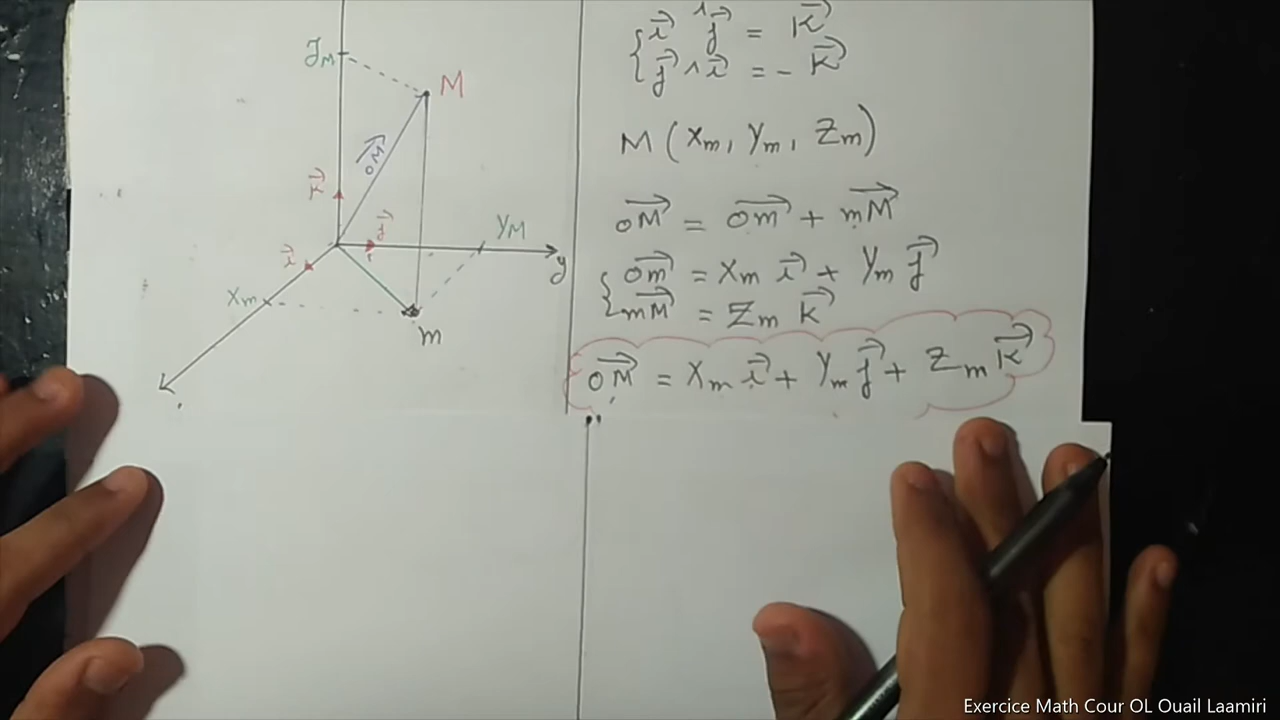 ȷM
M
OM⃗
k⃗
j⃗
YM
i⃗
y
Xm
m
{ i⃗ ∧ j⃗ = k⃗
{ j⃗ ∧ i⃗ = - k⃗
M ( Xm, Ym, Zm)
OM⃗ = Om⃗ + mM⃗
{ Om⃗ = Xm i⃗ + Ym j⃗
{ mM⃗ = Zm k⃗
OM⃗ = Xm i⃗ + Ym j⃗ + Zm k⃗
Exercice Math Cour OL Ouail Laamiri